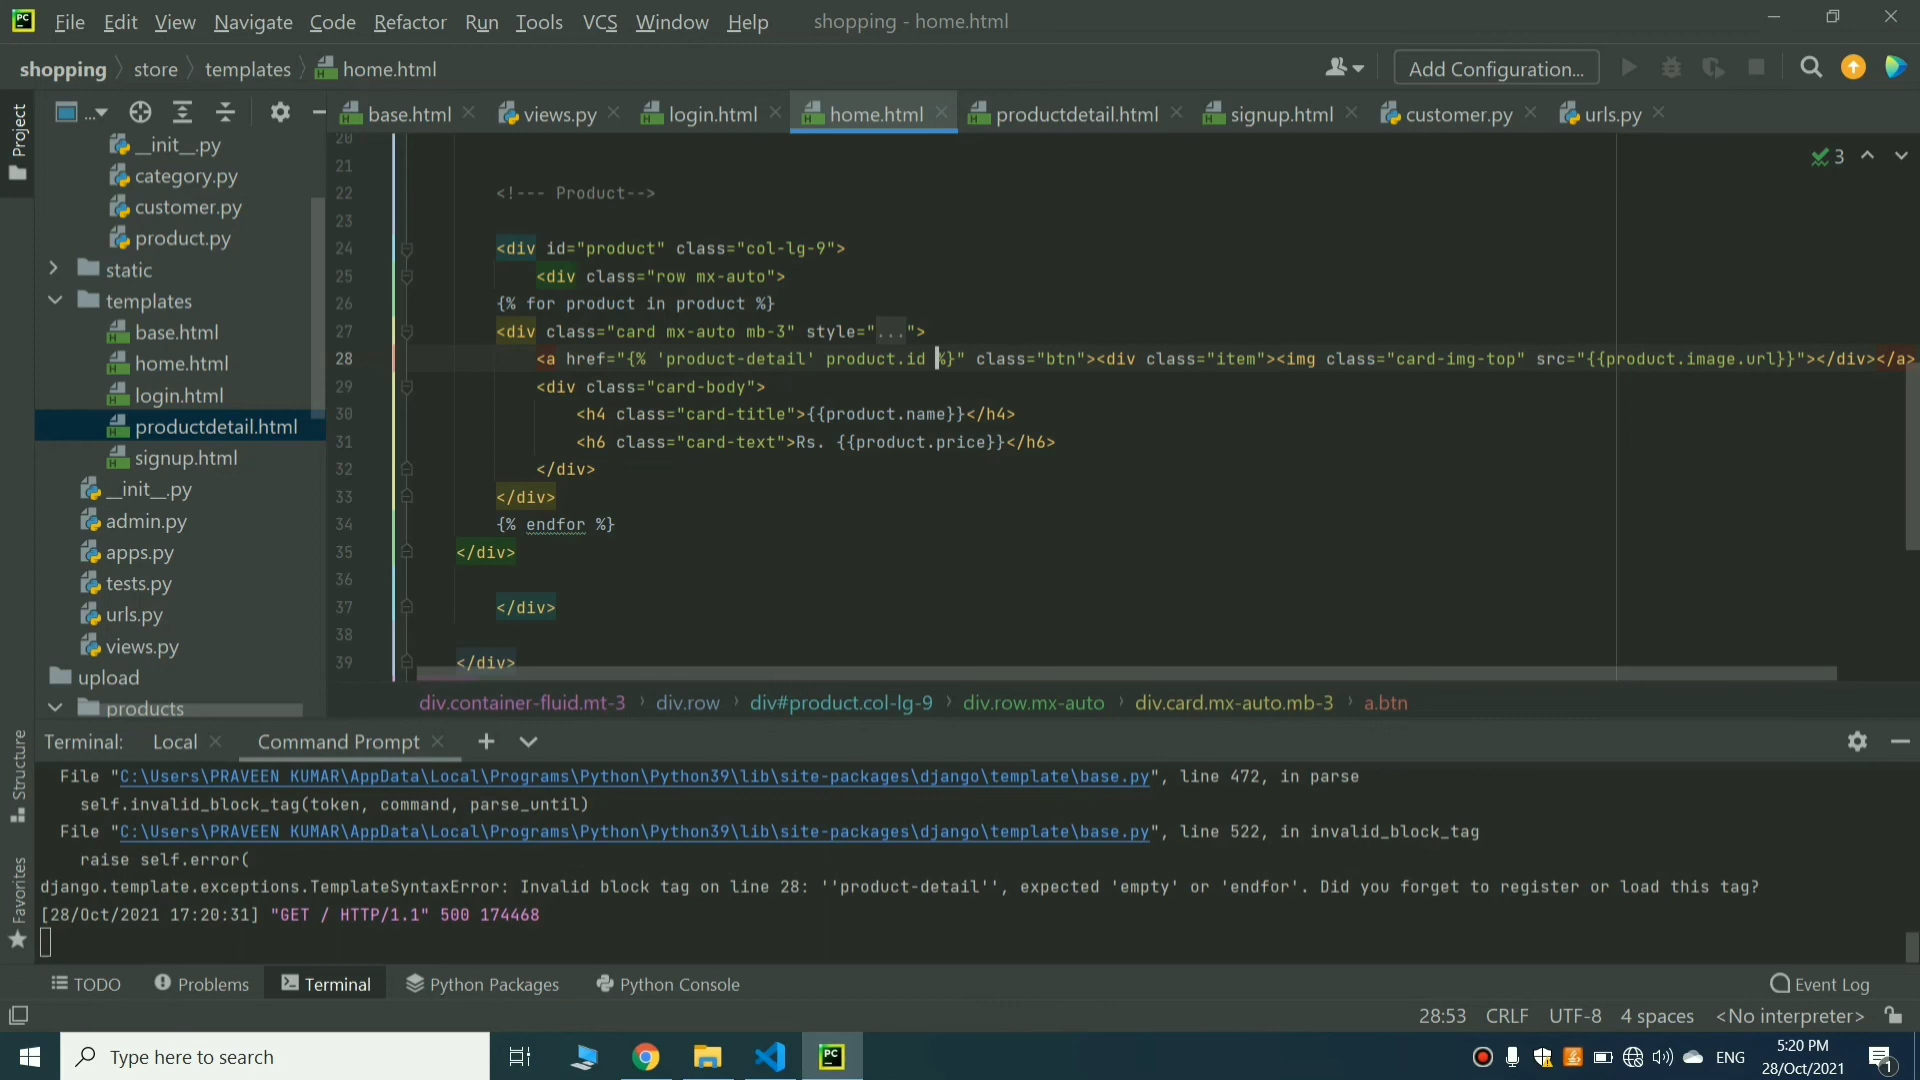 PC File Edit View Navigate Code Refactor Run Tools VCS Window Help shopping - home.html
shopping store templates home.html Add Configuration...
Project
... base.html views.py login.html home.html productdetail.html signup.html customer.py urls.py
__init__.py
category.py
customer.py
product.py
static
templates
base.html
home.html
login.html
productdetail.html
signup.html
__init__.py
admin.py
apps.py
tests.py
urls.py
views.py
upload
products
3
20
21
22 <!--- Product-->
23
24 <div id="product" class="col-lg-9">
25 <div class="row mx-auto">
26 {% for product in product %}
27 <div class="card mx-auto mb-3" style="...">
28 <a href="{% 'product-detail' product.id %}" class="btn"><div class="item"><img class="card-img-top" src="{{product.image.url}}"></div></a>
29 <div class="card-body">
30 <h4 class="card-title">{{product.name}}</h4>
31 <h6 class="card-text">Rs. {{product.price}}</h6>
32 </div>
33 </div>
34 {% endfor %}
35 </div>
36
37 </div>
38
39 </div>
div.container-fluid.mt-3 div.row div#product.col-lg-9 div.row.mx-auto div.card.mx-auto.mb-3 a.btn
Structure
Favorites
Terminal: Local Command Prompt
File "C:\Users\PRAVEEN KUMAR\AppData\Local\Programs\Python\Python39\lib\site-packages\django\template\base.py", line 472, in parse
self.invalid_block_tag(token, command, parse_until)
File "C:\Users\PRAVEEN KUMAR\AppData\Local\Programs\Python\Python39\lib\site-packages\django\template\base.py", line 522, in invalid_block_tag
raise self.error(
django.template.exceptions.TemplateSyntaxError: Invalid block tag on line 28: ''product-detail'', expected 'empty' or 'endfor'. Did you forget to register or load this tag?
[28/Oct/2021 17:20:31] "GET / HTTP/1.1" 500 174468
TODO Problems Terminal Python Packages Python Console Event Log
28:53 CRLF UTF-8 4 spaces <No interpreter>
Type here to search PC ENG 5:20 PM
28/Oct/2021 1